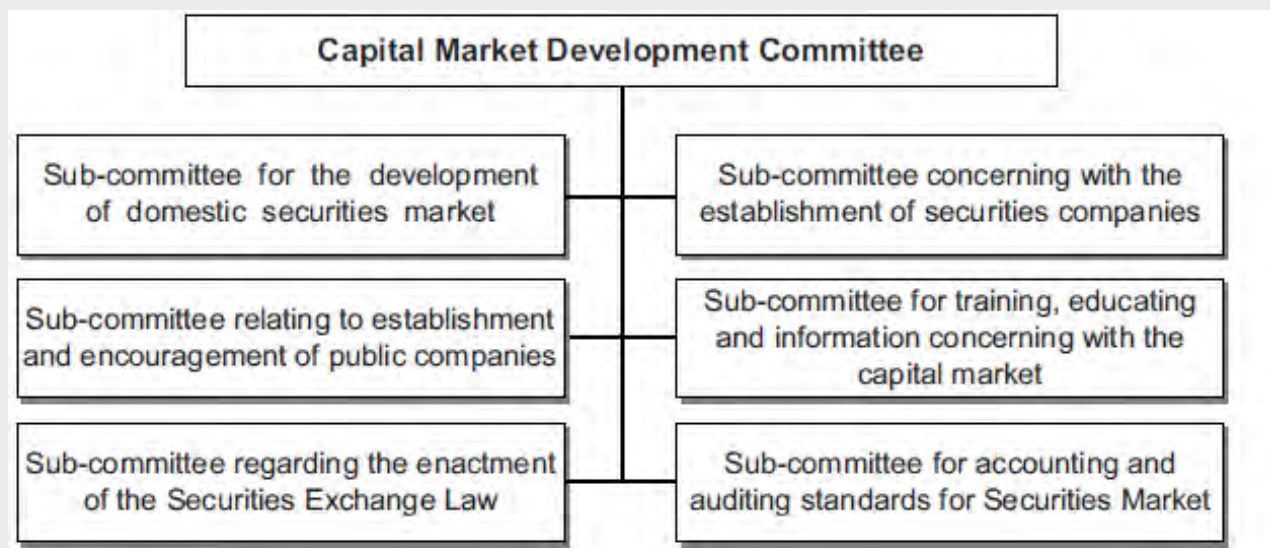 Capital Market Development Committee
Sub-committee for the development
of domestic securities market
Sub-committee concerning with the
establishment of securities companies
Sub-committee relating to establishment
and encouragement of public companies
Sub-committee for training, educating
and information concerning with the
capital market
Sub-committee regarding the enactment
of the Securities Exchange Law
Sub-committee for accounting and
auditing standards for Securities Market